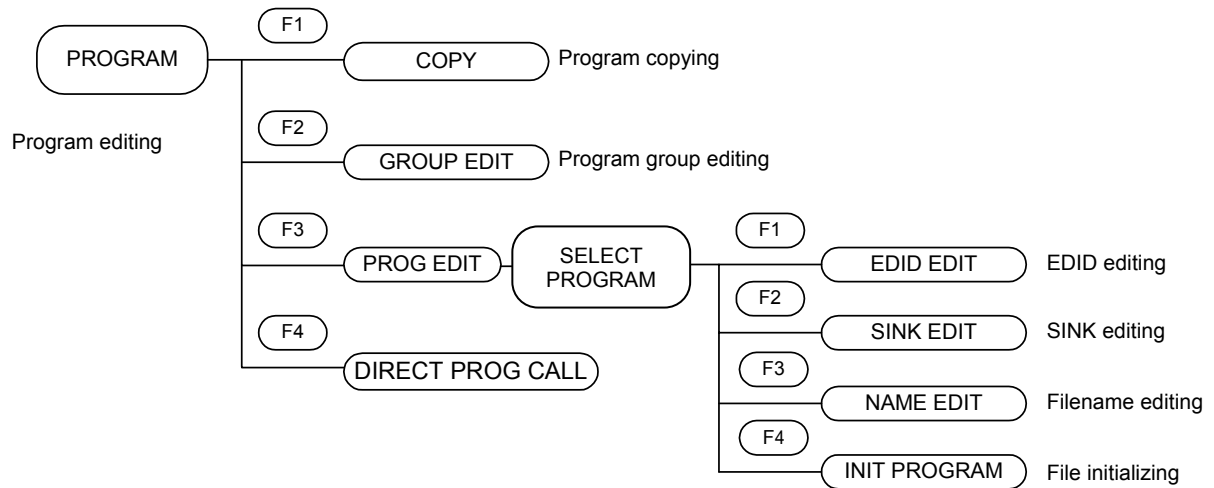 PROGRAM
Program editing
F1
COPY
Program copying
F2
GROUP EDIT
Program group editing
F3
PROG EDIT
SELECT
PROGRAM
F1
EDID EDIT
EDID editing
F2
SINK EDIT
SINK editing
F3
NAME EDIT
Filename editing
F4
INIT PROGRAM
File initializing
F4
DIRECT PROG CALL